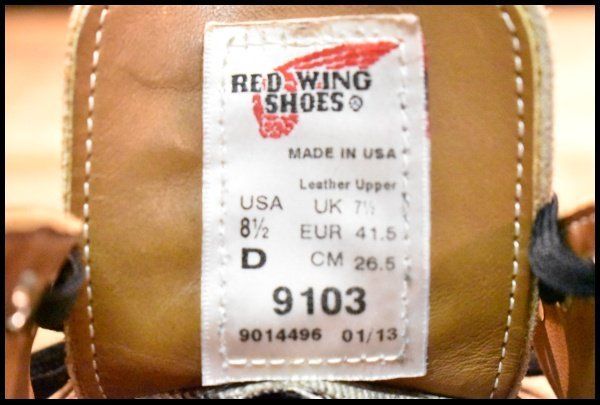 RED WING
SHOES
MADE IN USA
Leather Upper
USA UK 7½
8½ EUR 41.5
D CM 26.5
9103
9014496 01/13